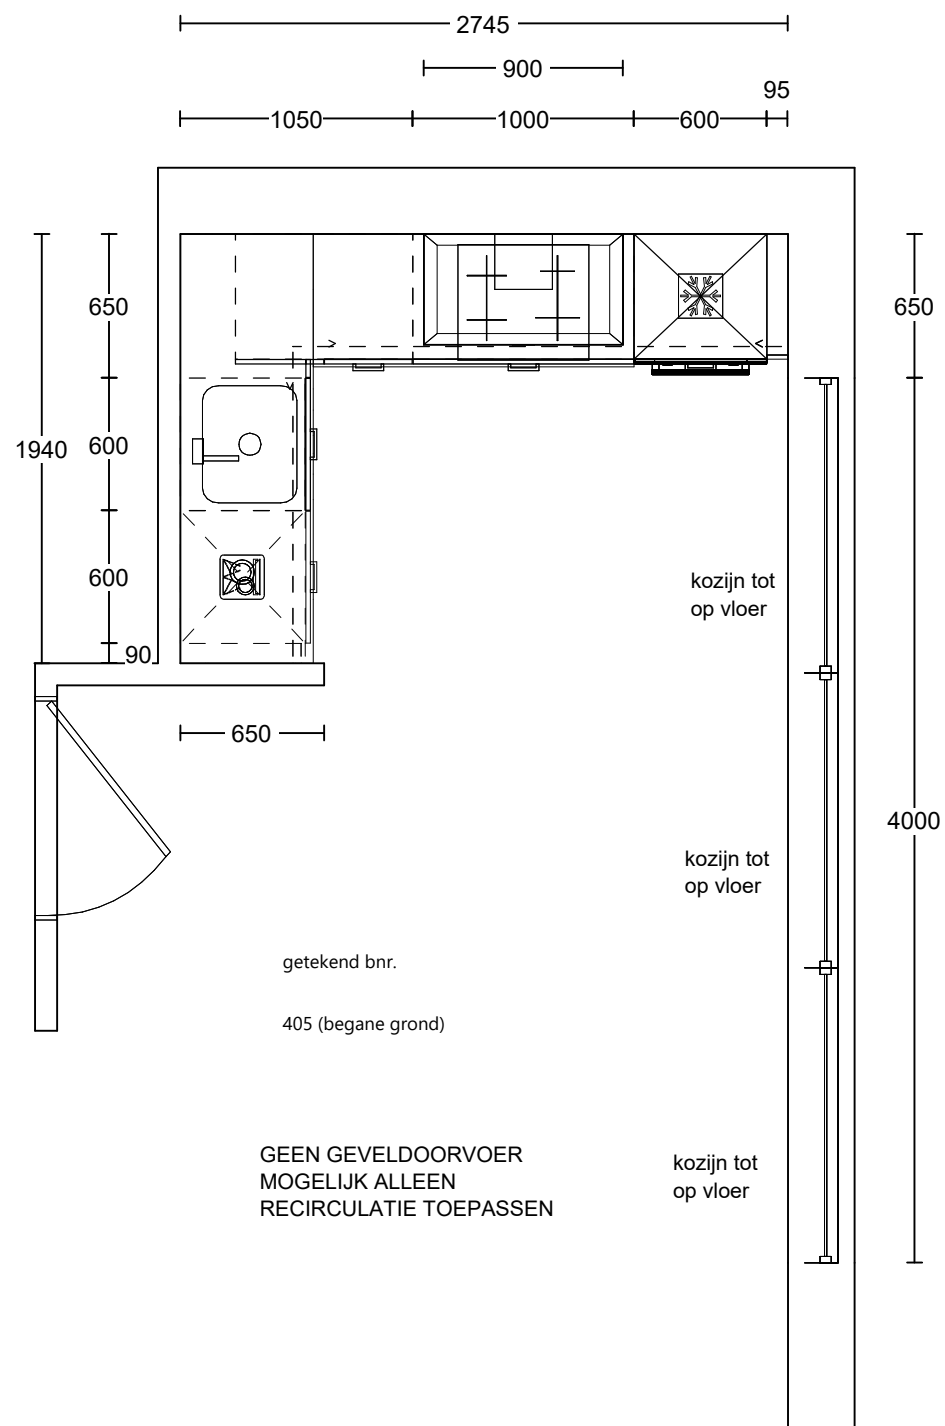 2745
900
95
1050
1000
600
650
650
1940
600
600
90
650
kozijn tot
op vloer
4000
kozijn tot
op vloer
getekend bnr.
405 (begane grond)
GEEN GEVELDOORVOER
MOGELIJK ALLEEN
RECIRCULATIE TOEPASSEN
kozijn tot
op vloer